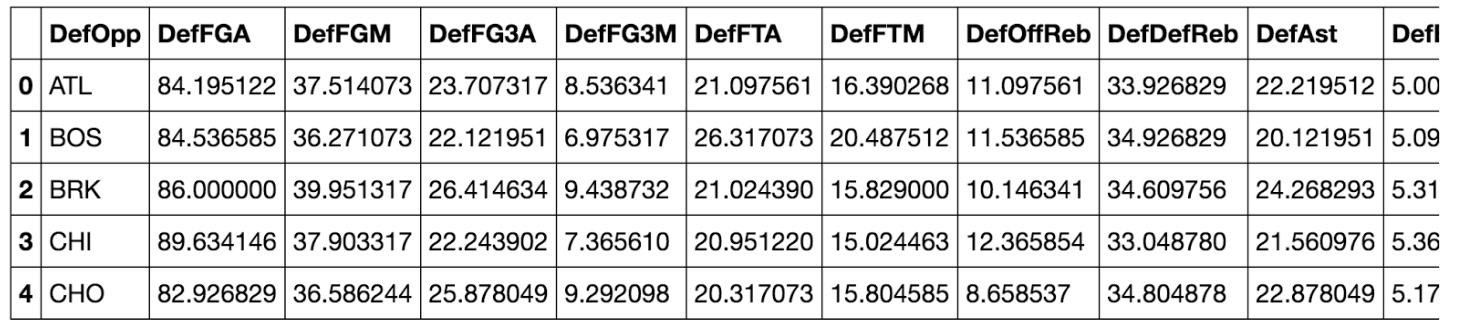 DefOpp DefFGA DefFGM DefFG3A DefFG3M DefFTA DefFTM DefOffReb DefDefReb DefAst
0 ATL 84.195122 37.514073 23.707317 8.536341 21.097561 16.390268 11.097561 33.926829 22.219512 5.00
1 BOS 84.536585 36.271073 22.121951 6.975317 26.317073 20.487512 11.536585 34.926829 20.121951 5.09
2 BRK 86.000000 39.951317 26.414634 9.438732 21.024390 15.829000 10.146341 34.609756 24.268293 5.31
3 CHI 89.634146 37.903317 22.243902 7.365610 20.951220 15.024463 12.365854 33.048780 21.560976 5.36
4 CHO 82.926829 36.586244 25.878049 9.292098 20.317073 15.804585 8.658537 34.804878 22.878049 5.17